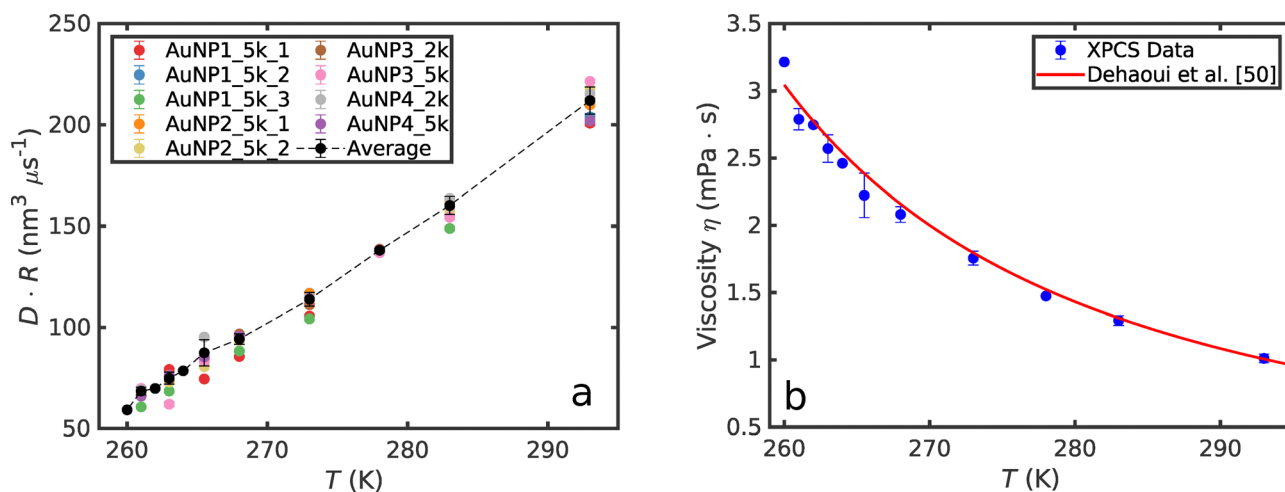 250
200
150
100
50
D · R (nm³ μs⁻¹)
AuNP1_5k_1
AuNP1_5k_2
AuNP1_5k_3
AuNP2_5k_1
AuNP2_5k_2
AuNP3_2k
AuNP3_5k
AuNP4_2k
AuNP4_5k
Average
a
260 270 280 290
T (K)
3.5
3
2.5
2
1.5
1
0.5
Viscosity η (mPa · s)
XPCS Data
Dehaoui et al. [50]
b
260 270 280 290
T (K)